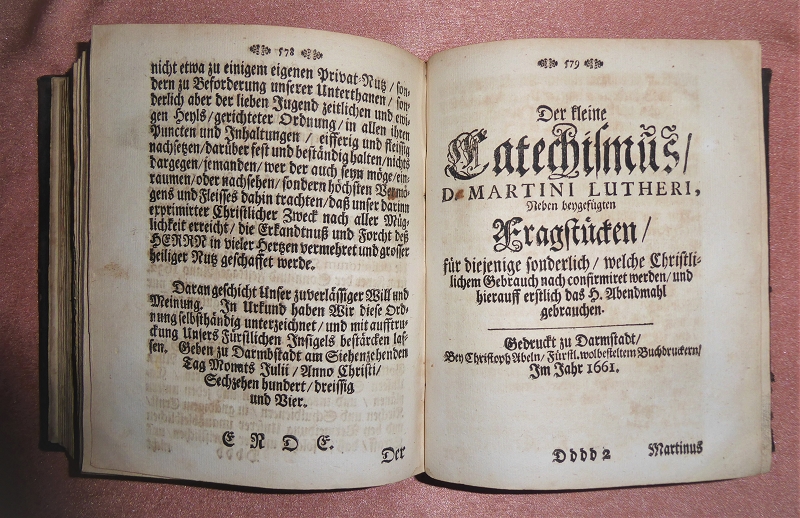 578
nicht etwa zu einigem eigenen Privat-Nutz / son-
dern zu Beförderung unserer Unterthanen / son-
derlich aber der lieben Jugend zeitlichen und ewi-
gen Heyls / gerichteter Ordnung / in allen ihren
Puncten und Inhaltungen / eifferig und fleissig
nachsetzen / darüber fest und beständig halten / nichts
dargegen / jemanden / wer der auch seyn möge / ein-
raumen / oder nachsehen / sondern höchsten Vermö-
gens und Fleisses dahin trachten / daß unser darinn
exprimirter Christlicher Zweck nach aller Müg-
lichkeit erreicht / die Erkandtnuß und Forcht deß
HERRN in vieler Hertzen vermehret und grosser
heiliger Nutz geschaffet werde.
Daran geschicht Unser zuverlässiger Will und
Meinung. In Urkund haben Wir diese Ord-
nung selbsthändig unterzeichnet / und mit aufftru-
ckung Unsers Fürstlichen Insigels bestärcken las-
sen. Geben zu Darmbstadt am Siebenzehenden
Tag Monats Julii / Anno Christi /
Sechzehen hundert / dreissig
und Vier.
E N D E.
Der
579
Der kleine
Catechismus /
D. MARTINI LUTHERI,
Neben beygefügten
Fragstücken /
für diejenige sonderlich / welche Christli-
lichem Gebrauch nach confirmiret werden / und
hierauff erstlich das H. Abendmahl
gebrauchen.
Gedruckt zu Darmstadt /
Bey Christoph Abeln / Fürstl. wolbesteltem Buchdruckern /
Im Jahr 1661.
Dddd 2
Martinus